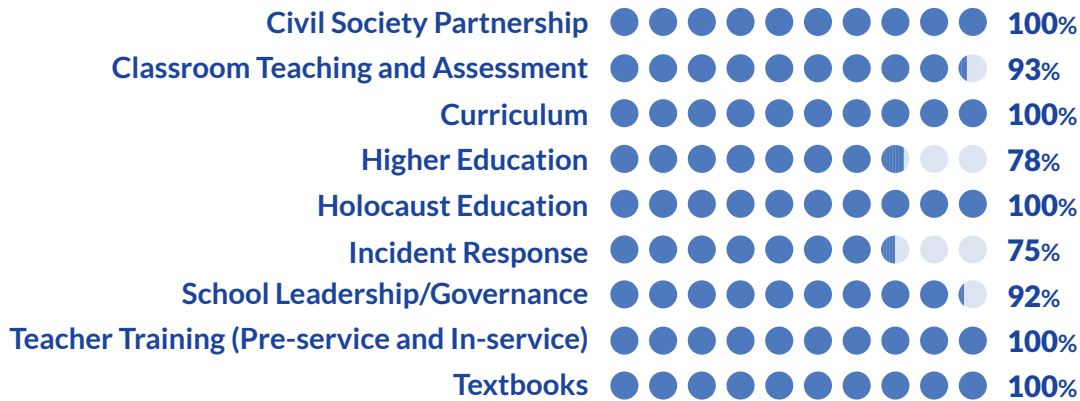 Civil Society Partnership 100%
Classroom Teaching and Assessment 93%
Curriculum 100%
Higher Education 78%
Holocaust Education 100%
Incident Response 75%
School Leadership/Governance 92%
Teacher Training (Pre-service and In-service) 100%
Textbooks 100%